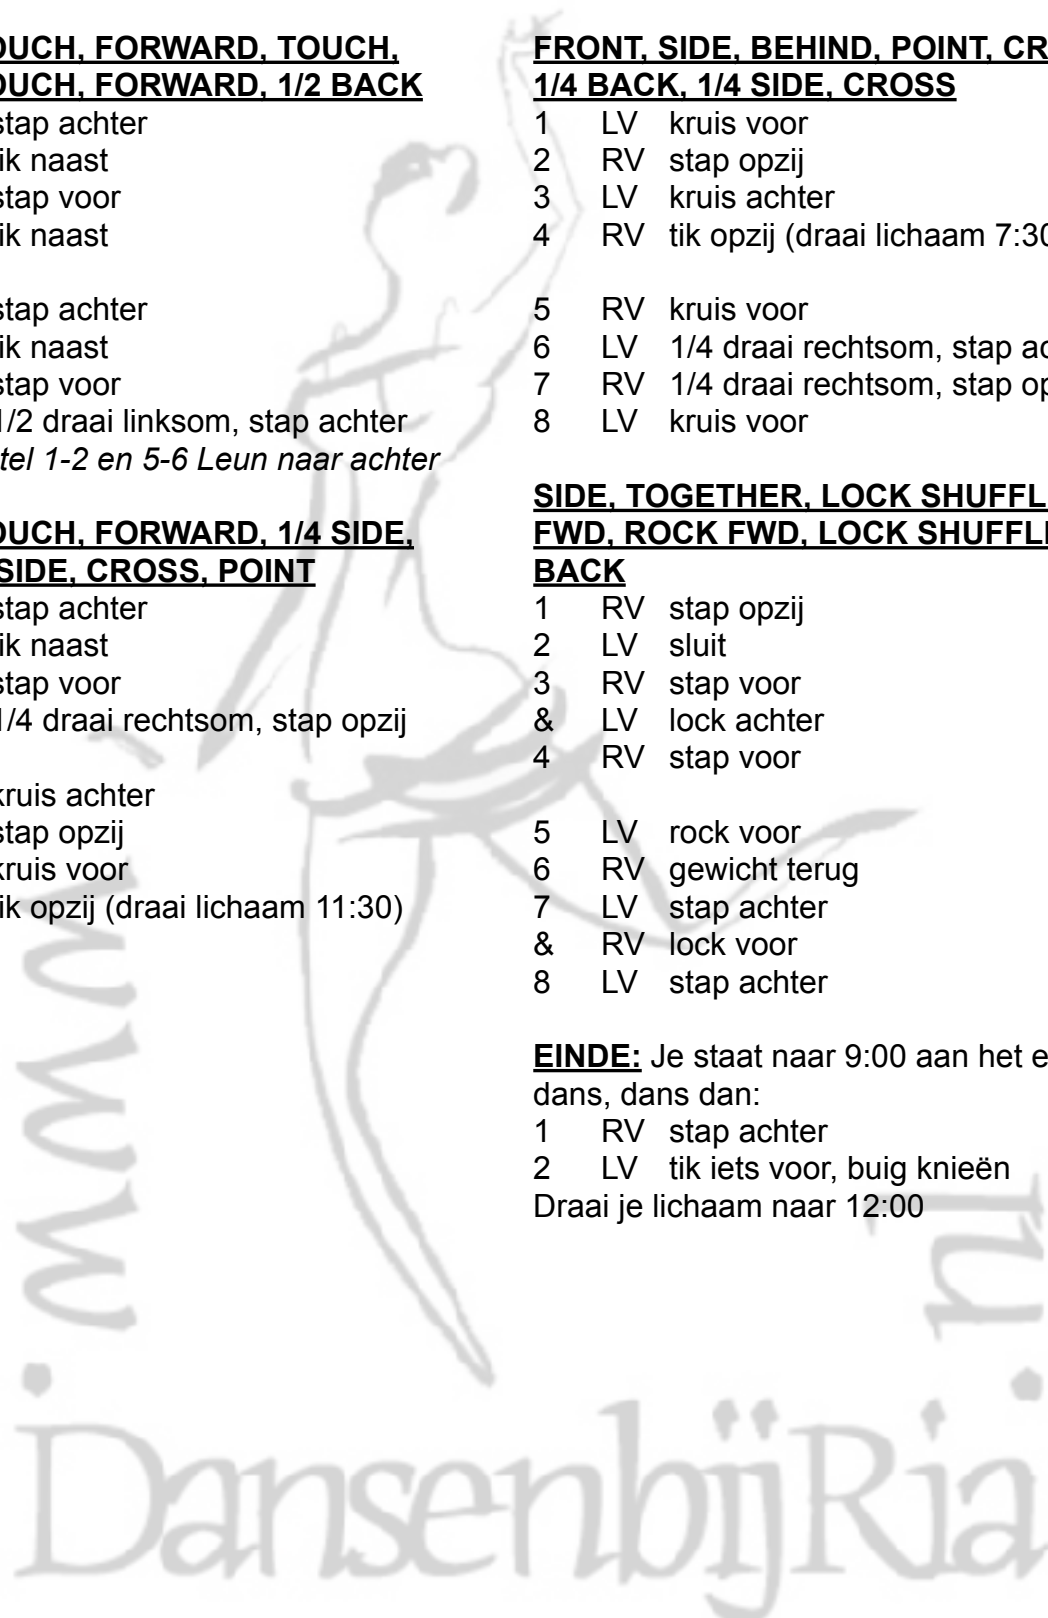 OUCH, FORWARD, TOUCH,
OUCH, FORWARD, 1/2 BACK
stap achter
ik naast
stap voor
ik naast
stap achter
ik naast
stap voor
1/2 draai linksom, stap achter
tel 1-2 en 5-6 Leun naar achter
OUCH, FORWARD, 1/4 SIDE,
SIDE, CROSS, POINT
stap achter
ik naast
stap voor
1/4 draai rechtsom, stap opzij
kruis achter
stap opzij
kruis voor
ik opzij (draai lichaam 11:30)
FRONT, SIDE, BEHIND, POINT, CR
1/4 BACK, 1/4 SIDE, CROSS
1 LV kruis voor
2 RV stap opzij
3 LV kruis achter
4 RV tik opzij (draai lichaam 7:30
5 RV kruis voor
6 LV 1/4 draai rechtsom, stap ac
7 RV 1/4 draai rechtsom, stap op
8 LV kruis voor
SIDE, TOGETHER, LOCK SHUFFL
FWD, ROCK FWD, LOCK SHUFFL
BACK
1 RV stap opzij
2 LV sluit
3 RV stap voor
& LV lock achter
4 RV stap voor
5 LV rock voor
6 RV gewicht terug
7 LV stap achter
& RV lock voor
8 LV stap achter
EINDE: Je staat naar 9:00 aan het e
dans, dans dan:
1 RV stap achter
2 LV tik iets voor, buig knieën
Draai je lichaam naar 12:00
www.DansenbijRia.nl